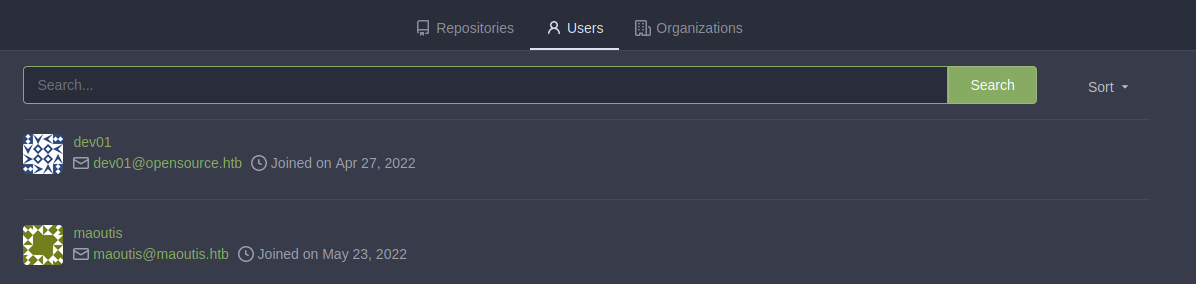 Repositories Users Organizations
Search... Search Sort
dev01
dev01@opensource.htb Joined on Apr 27, 2022
maoutis
maoutis@maoutis.htb Joined on May 23, 2022